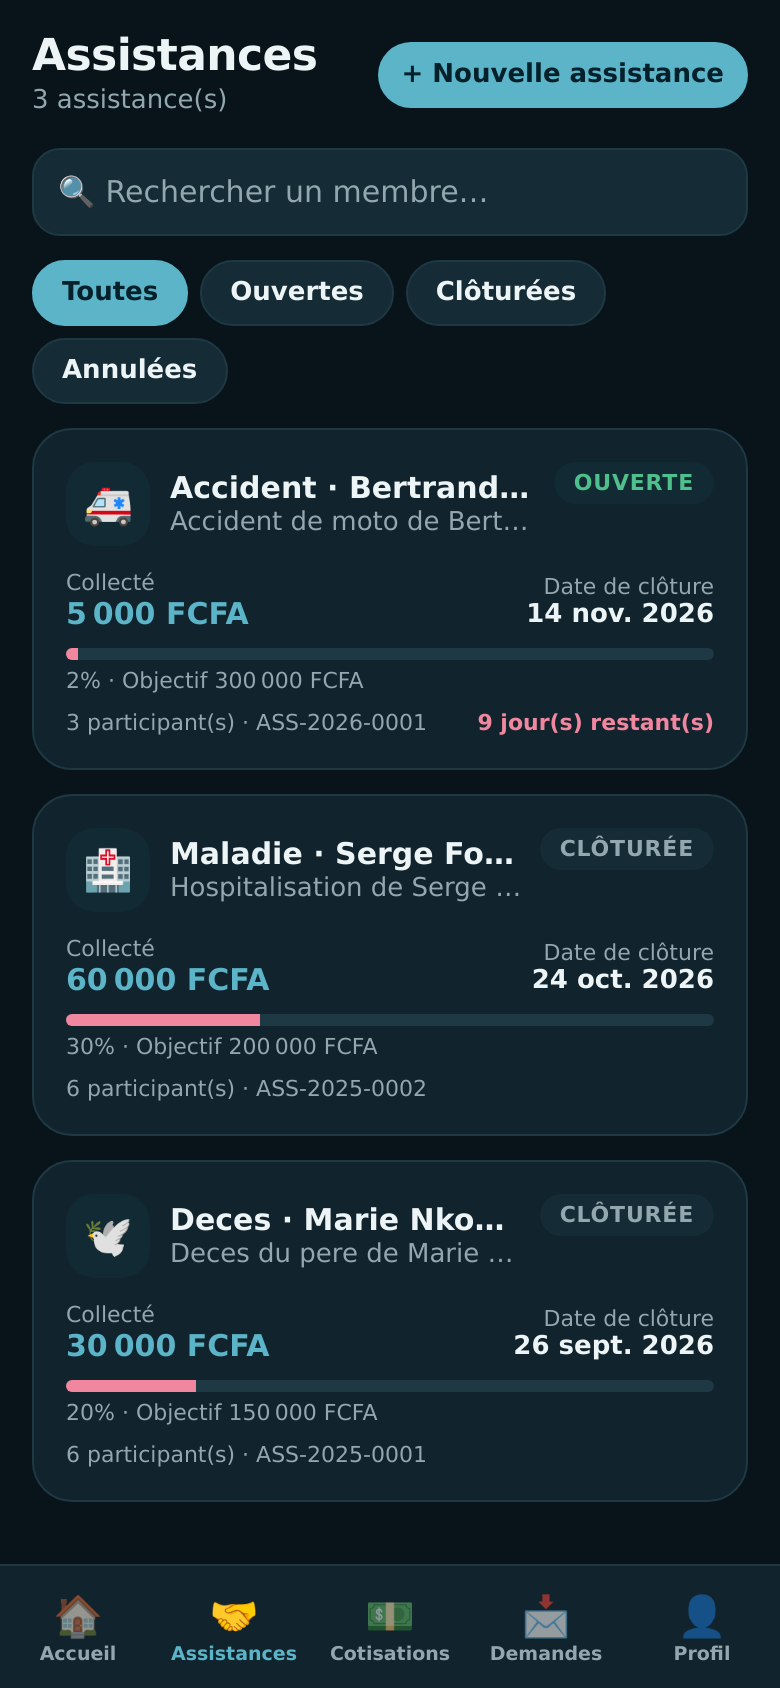 Assistances
3 assistance(s)
+ Nouvelle assistance
Rechercher un membre…
Toutes
Ouvertes
Clôturées
Annulées
Accident · Bertrand…
OUVERTE
Accident de moto de Bert…
Collecté
Date de clôture
5 000 FCFA
14 nov. 2026
2% · Objectif 300 000 FCFA
3 participant(s) · ASS-2026-0001
9 jour(s) restant(s)
Maladie · Serge Fo…
CLÔTURÉE
Hospitalisation de Serge …
Collecté
Date de clôture
60 000 FCFA
24 oct. 2026
30% · Objectif 200 000 FCFA
6 participant(s) · ASS-2025-0002
Deces · Marie Nko…
CLÔTURÉE
Deces du pere de Marie …
Collecté
Date de clôture
30 000 FCFA
26 sept. 2026
20% · Objectif 150 000 FCFA
6 participant(s) · ASS-2025-0001
Accueil
Assistances
Cotisations
Demandes
Profil